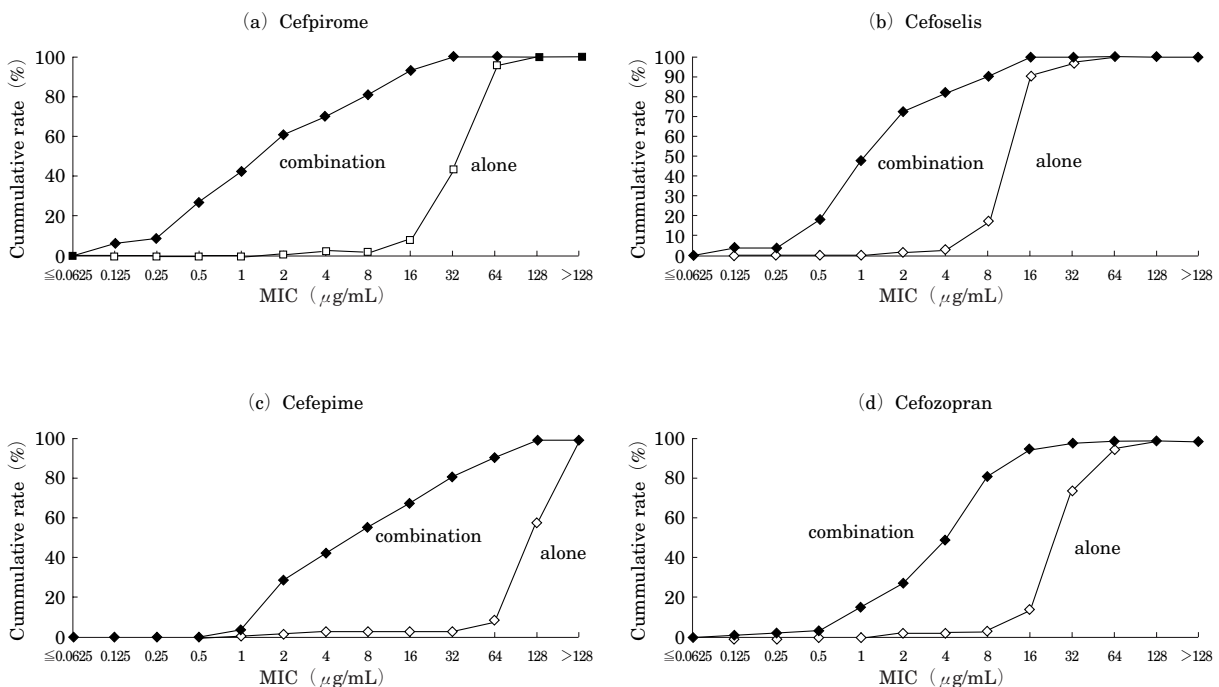 (a) Cefpirome
Cummulative rate (%)
100
80
60
40
20
0
combination
alone
≦0.0625 0.125 0.25 0.5 1 2 4 8 16 32 64 128 >128
MIC (μg/mL)
(b) Cefoselis
Cummulative rate (%)
100
90
80
70
60
50
40
30
20
10
0
combination
alone
≦0.0625 0.125 0.25 0.5 1 2 4 8 16 32 64 128 >128
MIC (μg/mL)
(c) Cefepime
Cummulative rate (%)
100
80
60
40
20
0
combination
alone
≦0.0625 0.125 0.25 0.5 1 2 4 8 16 32 64 128 >128
MIC (μg/mL)
(d) Cefozopran
Cummulative rate (%)
100
80
60
40
20
0
combination
alone
≦0.0625 0.125 0.25 0.5 1 2 4 8 16 32 64 128 >128
MIC (μg/mL)